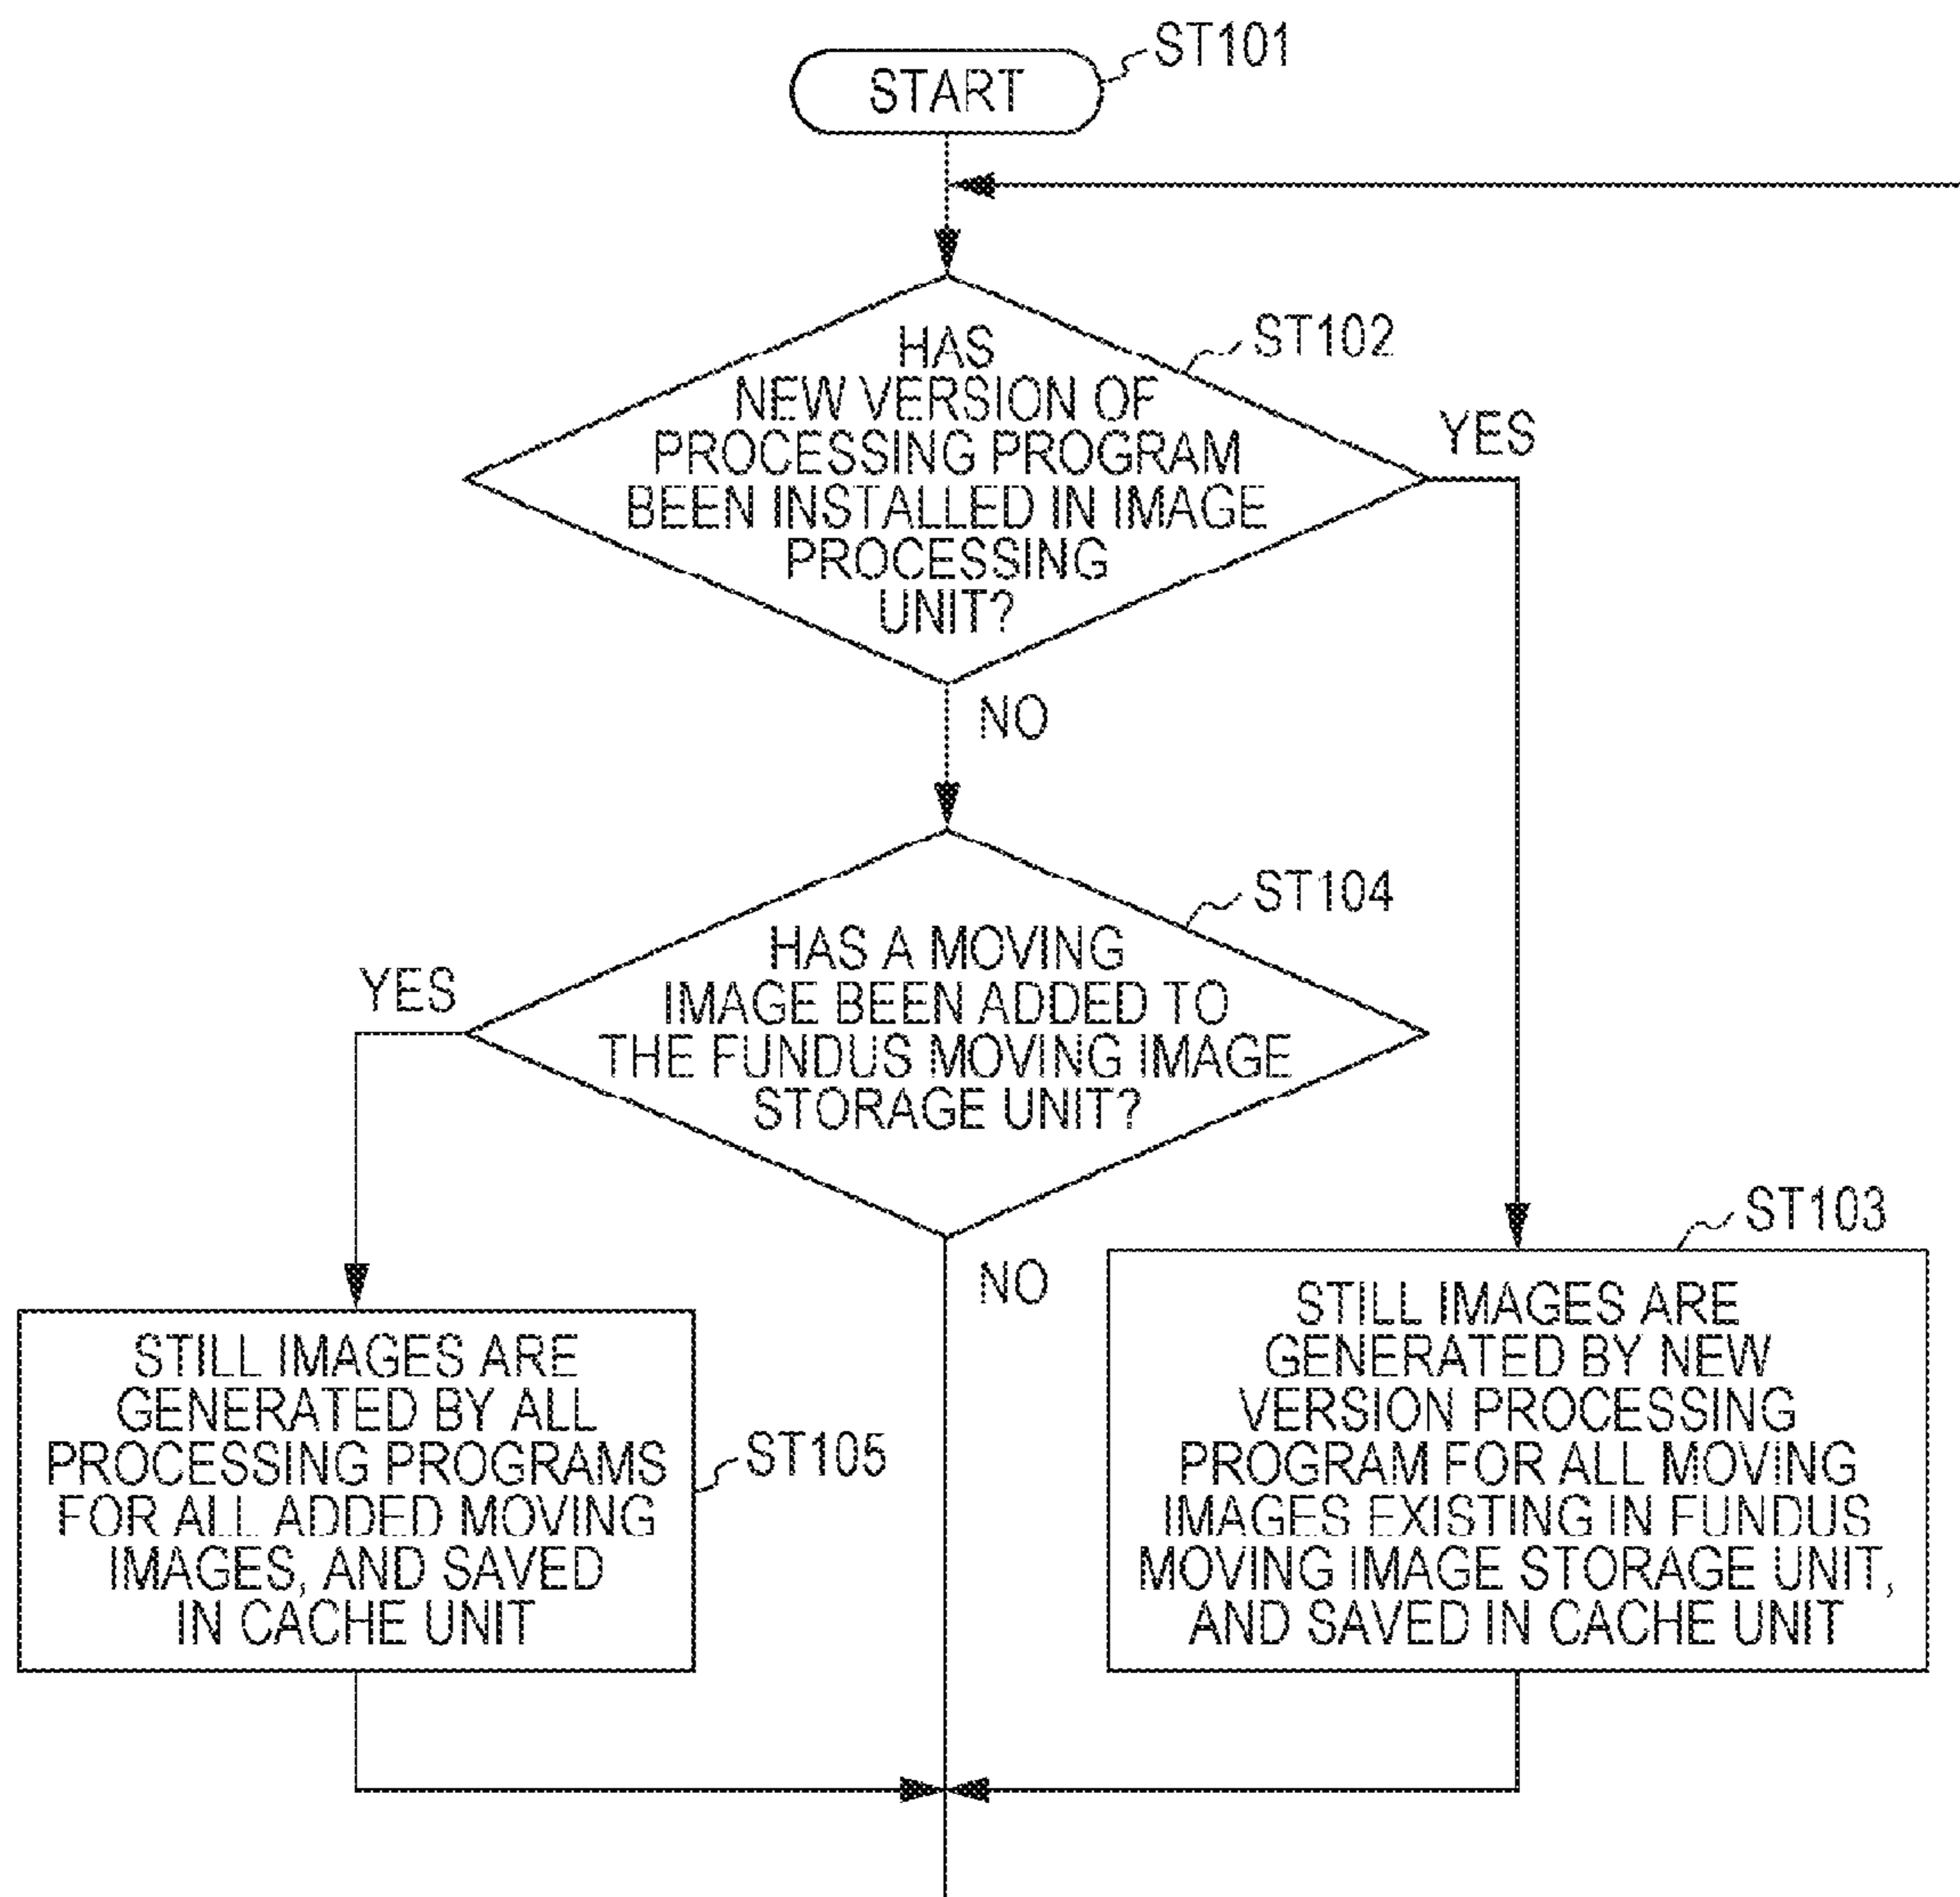 START
ST101
HAS
NEW VERSION OF
PROCESSING PROGRAM
BEEN INSTALLED IN IMAGE
PROCESSING
UNIT?
ST102
YES
NO
HAS A MOVING
IMAGE BEEN ADDED TO
THE FUNDUS MOVING IMAGE
STORAGE UNIT?
ST104
YES
NO
STILL IMAGES ARE
GENERATED BY ALL
PROCESSING PROGRAMS
FOR ALL ADDED MOVING
IMAGES, AND SAVED
IN CACHE UNIT
ST105
STILL IMAGES ARE
GENERATED BY NEW
VERSION PROCESSING
PROGRAM FOR ALL MOVING
IMAGES EXISTING IN FUNDUS
MOVING IMAGE STORAGE UNIT,
AND SAVED IN CACHE UNIT
ST103